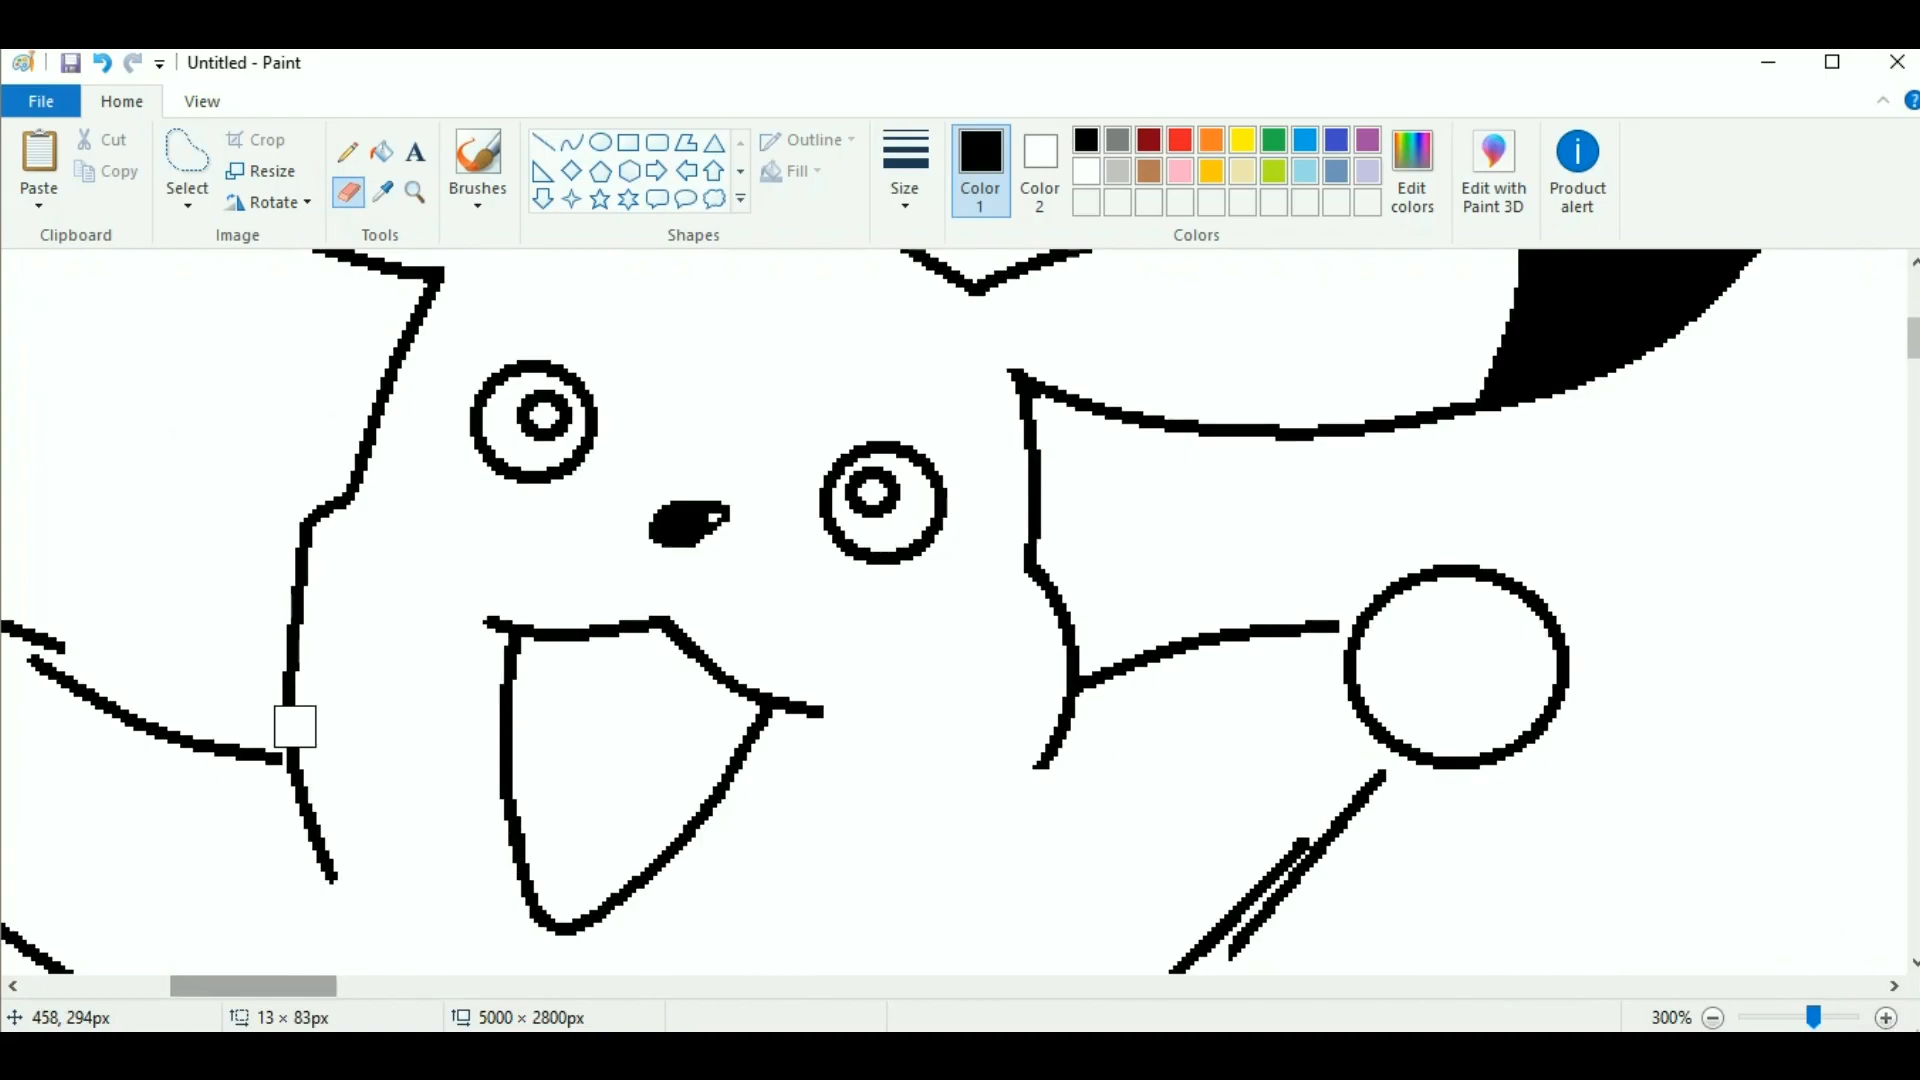 Untitled - Paint
File Home View
Paste Cut Copy Select Crop Resize Rotate A Brushes Outline Fill Size Color 1 Color 2 Edit colors Edit with Paint 3D Product alert
Clipboard Image Tools Shapes Colors
458, 294px 13 × 83px 5000 × 2800px 300%